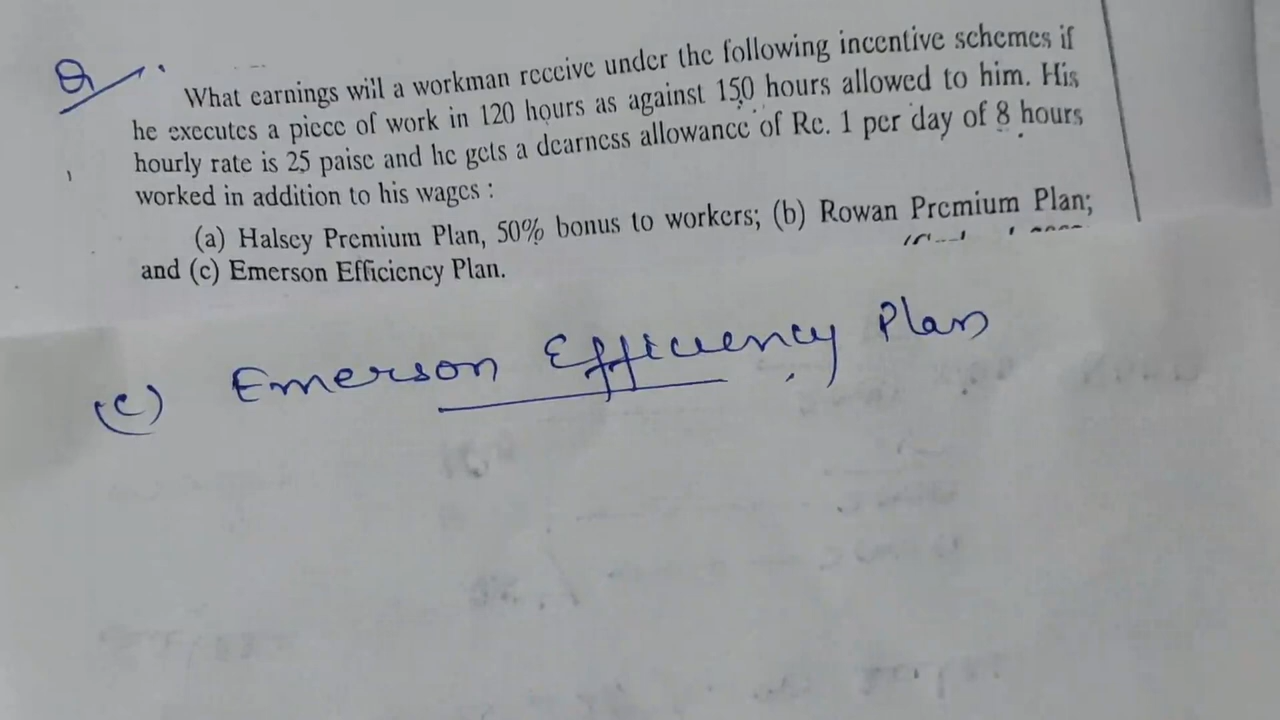 Q
What earnings will a workman receive under the following incentive schemes if
he executes a piece of work in 120 hours as against 150 hours allowed to him. His
hourly rate is 25 paise and he gets a dearness allowance of Re. 1 per day of 8 hours
worked in addition to his wages :
(a) Halsey Premium Plan, 50% bonus to workers; (b) Rowan Premium Plan;
and (c) Emerson Efficiency Plan.
(c) Emerson Efficiency Plan